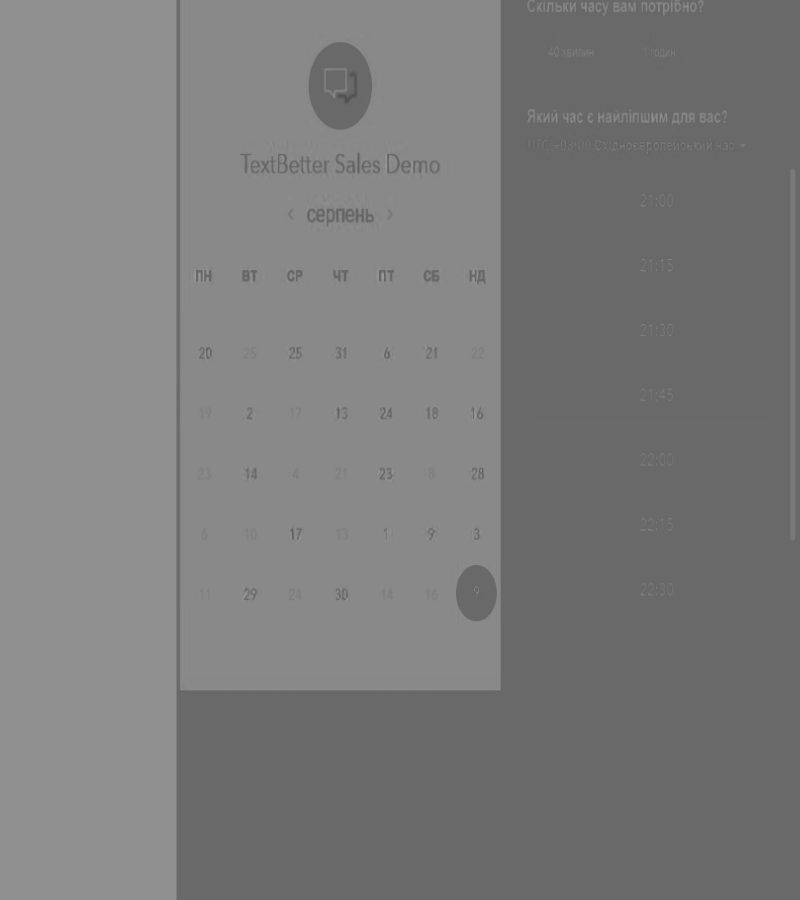 TextBetter Sales Demo
‹ серпень ›
ПН ВТ СР ЧТ ПТ СБ НД
20 25 25 31 6 21 22
19 2 17 13 24 18 16
23 14 4 21 23 8 28
6 10 17 13 1 9 3
11 29 24 30 14 16 9
Скільки часу вам потрібно?
40 хвилин 1 годин
Який час є найліпшим для вас?
UTC +03:00 Східноєвропейський час
21:00
21:15
21:30
21:45
22:00
22:15
22:30